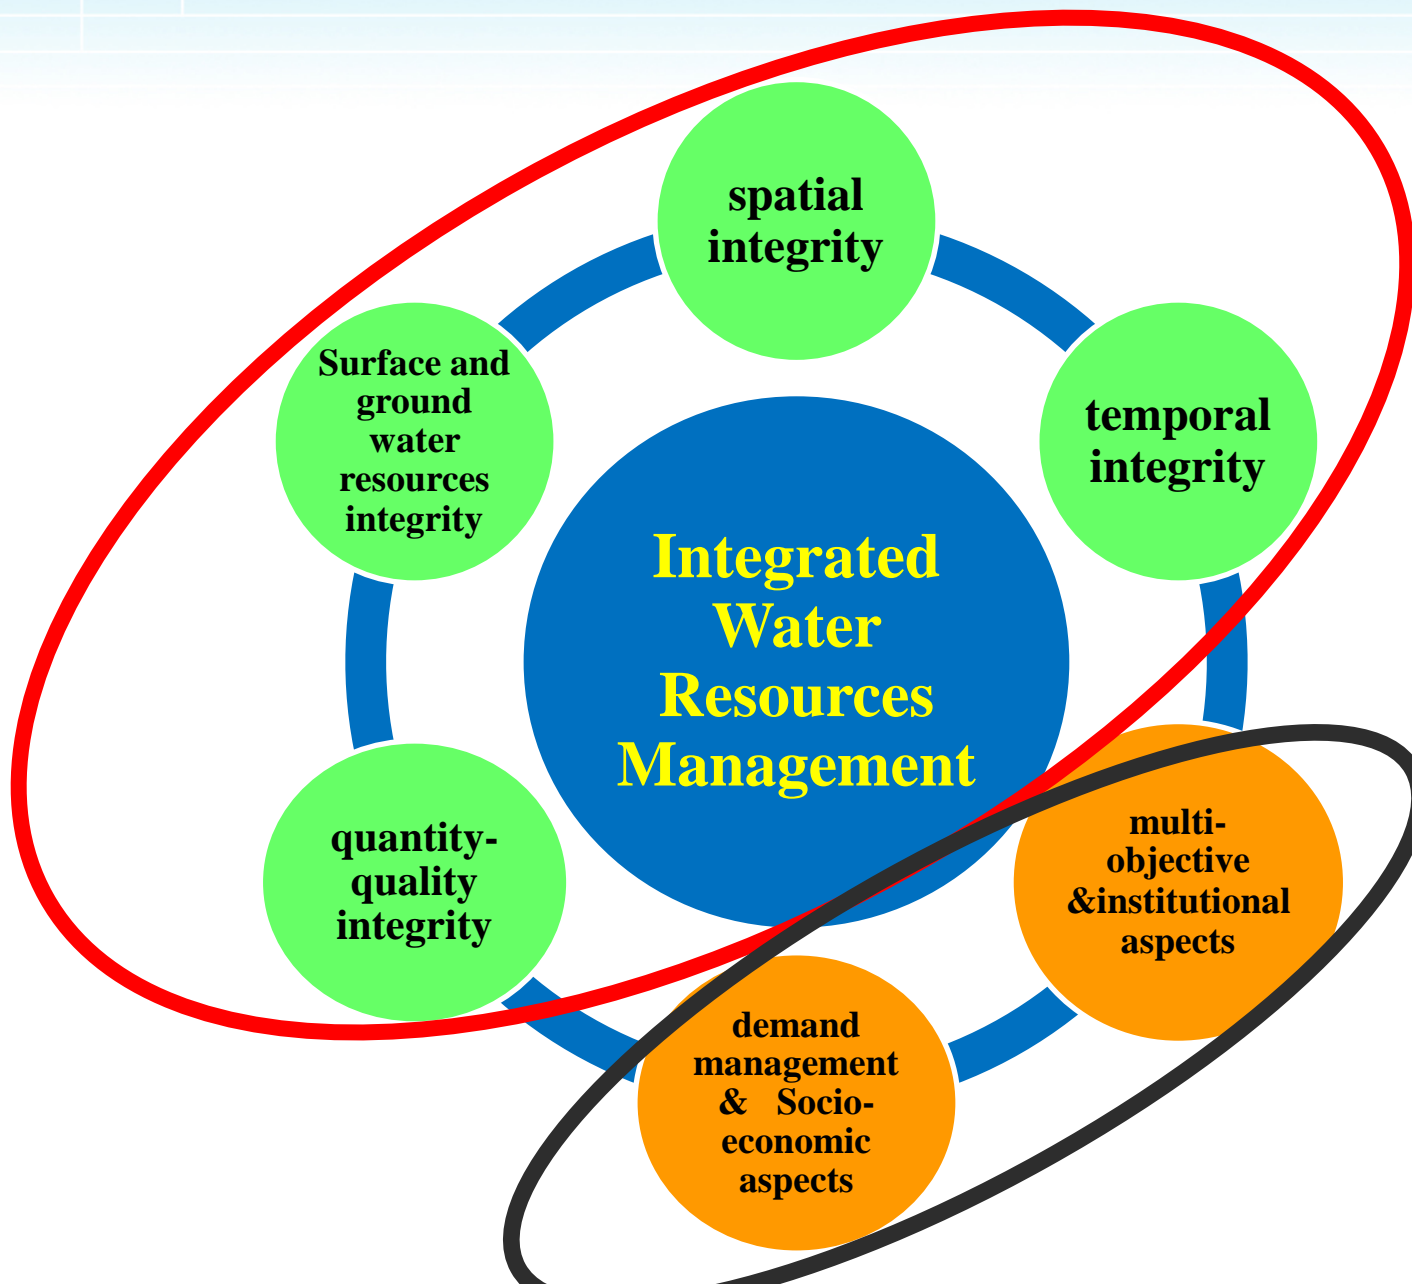 spatial
integrity
temporal
integrity
Surface and
ground
water
resources
integrity
Integrated
Water
Resources
Management
quantity-
quality
integrity
multi-
objective
&institutional
aspects
demand
management
& Socio-
economic
aspects